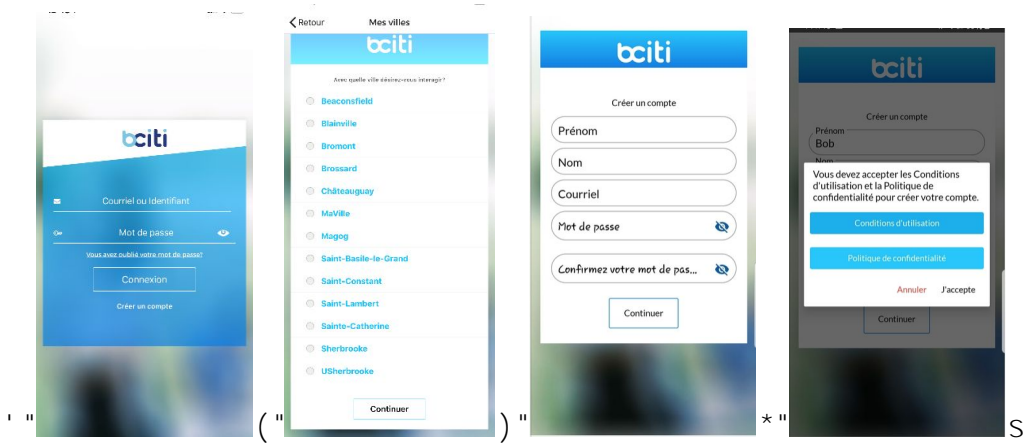 bciti
Courriel ou Identifiant
Mot de passe
Vous avez oublié votre mot de passe?
Connexion
Créer un compte
' "
Retour Mes villes
bciti
Avec quelle ville désirez-vous interagir?
Beaconsfield
Blainville
Bromont
Brossard
Châteauguay
MaVille
Magog
Saint-Basile-le-Grand
Saint-Constant
Saint-Lambert
Sainte-Catherine
Sherbrooke
USherbrooke
Continuer
( "
bciti
Créer un compte
Prénom
Nom
Courriel
Mot de passe
Confirmez votre mot de pas...
Continuer
) "
bciti
Créer un compte
Prénom
Bob
Nom
Vous devez accepter les Conditions
d'utilisation et la Politique de
confidentialité pour créer votre compte.
Conditions d'utilisation
Politique de confidentialité
Annuler J'accepte
Continuer
* "
s